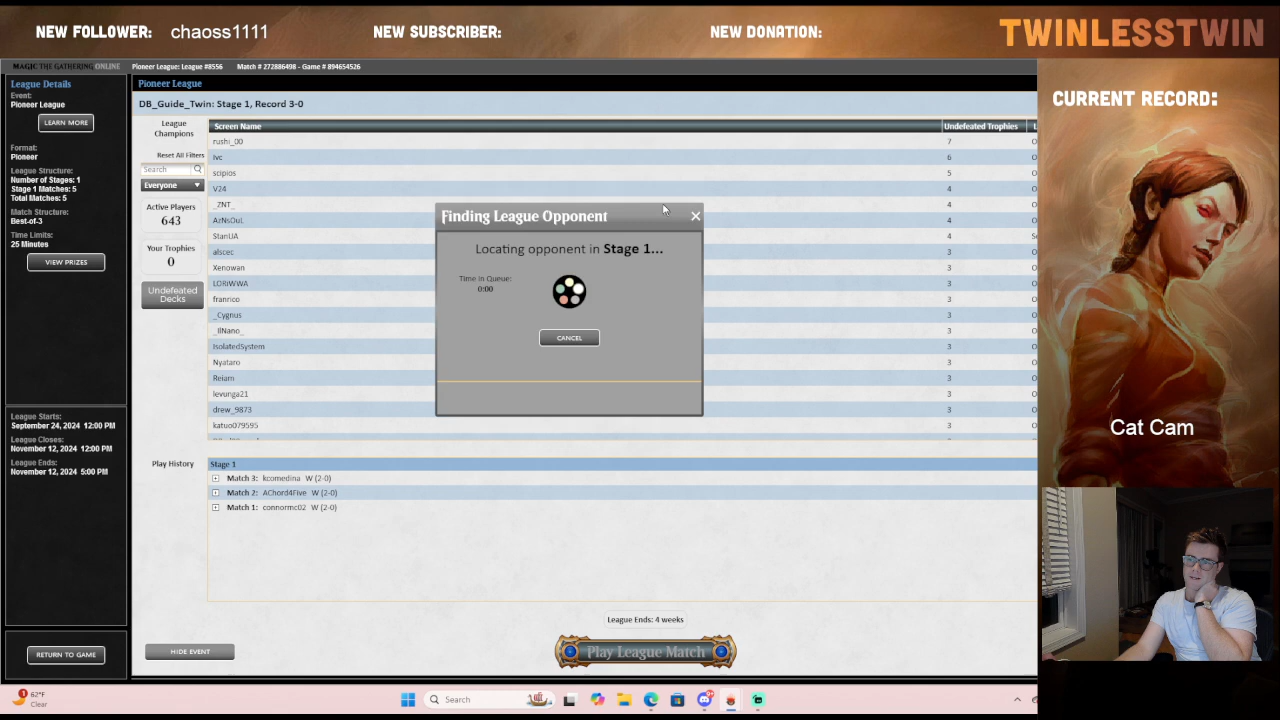 NEW FOLLOWER: chaoss1111
NEW SUBSCRIBER:
NEW DONATION:
TWINLESSTWIN
MAGIC THE GATHERING ONLINE
Pioneer League: League #8556 Match # 272886498 - Game # 894654526
League Details
Event:
Pioneer League
LEARN MORE
Format:
Pioneer
League Structure:
Number of Stages: 1
Stage 1 Matches: 5
Total Matches: 5
Match Structure:
Best-of-3
Time Limits:
25 Minutes
VIEW PRIZES
League Starts:
September 24, 2024 12:00 PM
League Closes:
November 12, 2024 12:00 PM
League Ends:
November 12, 2024 5:00 PM
RETURN TO GAME
Pioneer League
DB_Guide_Twin: Stage 1, Record 3-0
League
Champions
Reset All Filters
Search
Everyone
Active Players
643
Your Trophies
0
Undefeated
Decks
Screen Name Undefeated Trophies
rushi_00 7
ivc 6
scipios 5
V24 4
_ZNT_ 4
AzNsOuL 4
StanUA 4
alscec 3
Xenowan 3
LORiWWA 3
franrico 3
_Cygnus 3
_IlNano_ 3
IsolatedSystem 3
Nyataro 3
Reiam 3
levunga21 3
drew_9873 3
katuo079595 3
Finding League Opponent
Locating opponent in Stage 1...
Time In Queue:
0:00
CANCEL
Play History
Stage 1
Match 3: kcomedina W (2-0)
Match 2: AChord4Five W (2-0)
Match 1: connormc02 W (2-0)
League Ends: 4 weeks
HIDE EVENT
Play League Match
CURRENT RECORD:
Cat Cam
1
62°F
Clear
Search